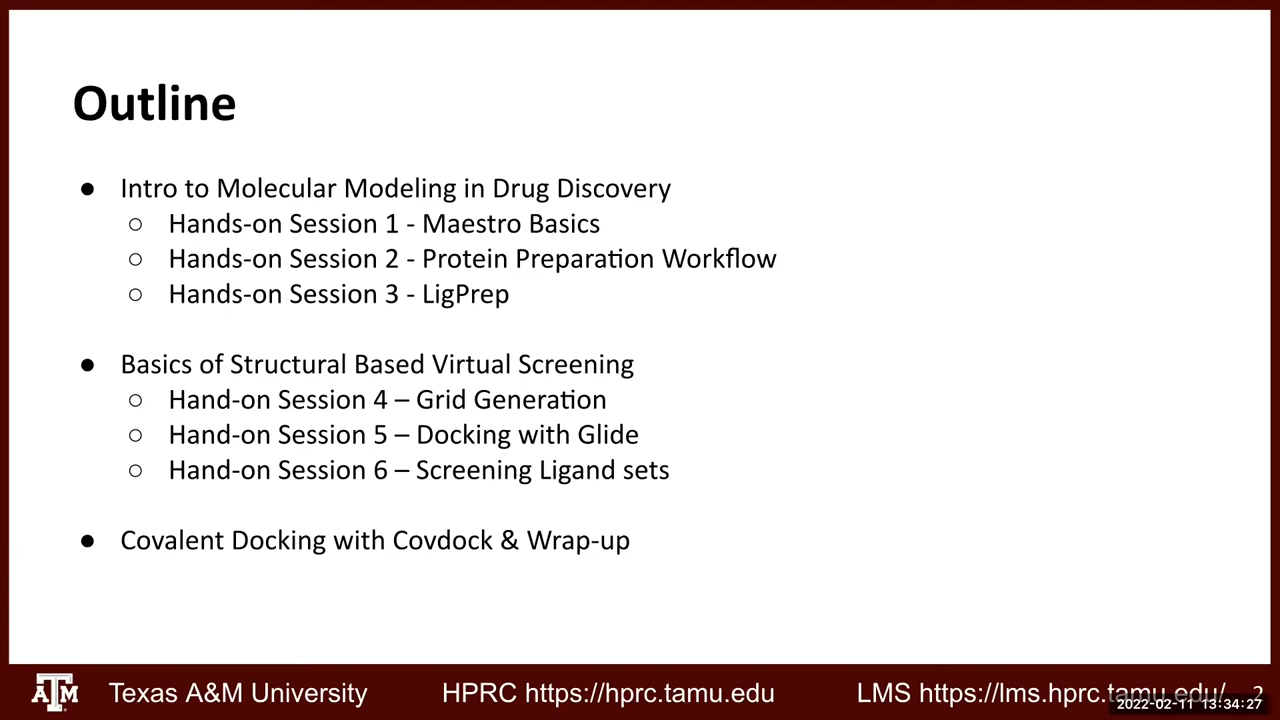 Outline
● Intro to Molecular Modeling in Drug Discovery
○ Hands-on Session 1 - Maestro Basics
○ Hands-on Session 2 - Protein Preparation Workflow
○ Hands-on Session 3 - LigPrep
● Basics of Structural Based Virtual Screening
○ Hand-on Session 4 – Grid Generation
○ Hand-on Session 5 – Docking with Glide
○ Hand-on Session 6 – Screening Ligand sets
● Covalent Docking with Covdock & Wrap-up
ATM Texas A&M University HPRC https://hprc.tamu.edu LMS https://lms.hprc.tamu.edu/ 2
2022-02-11 13:34:27